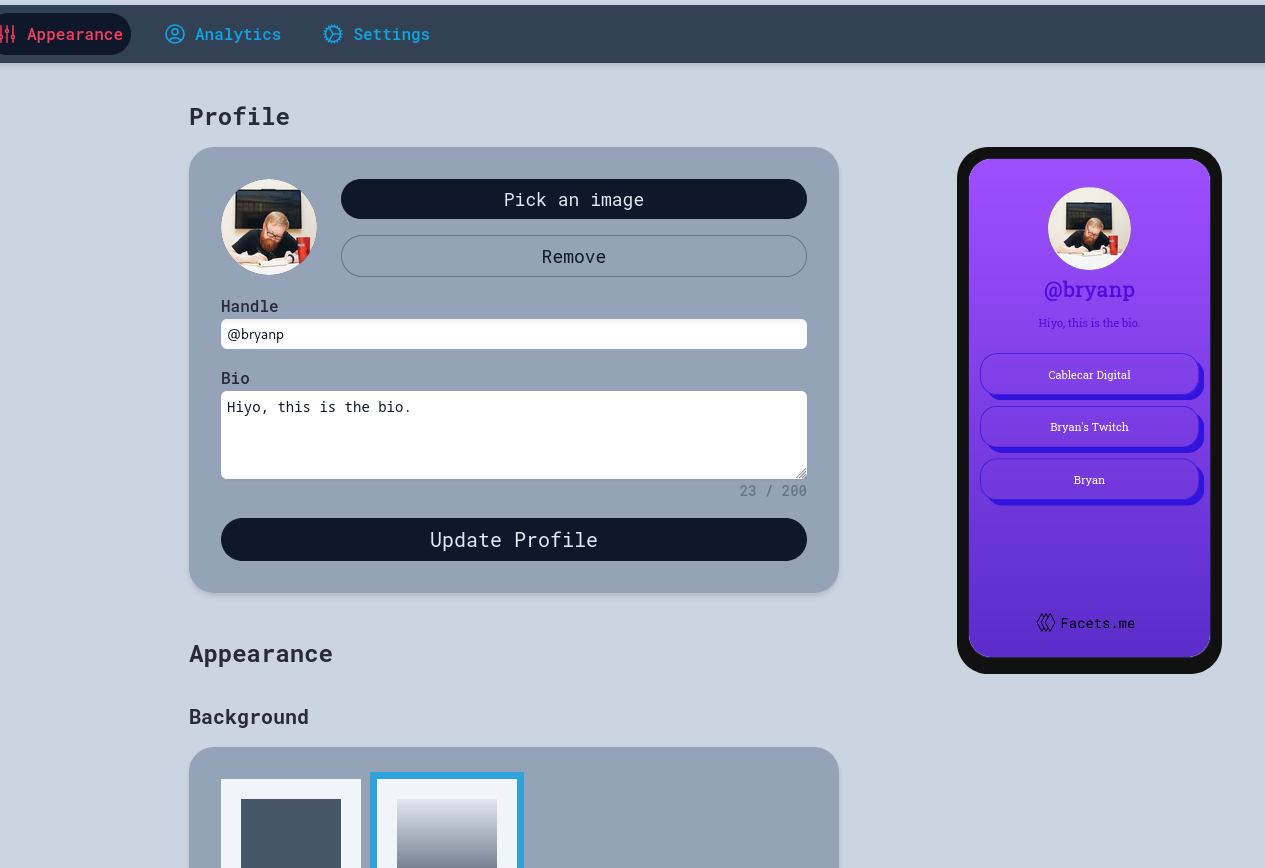 Appearance
Analytics
Settings
Profile
Pick an image
Remove
Handle
@bryanp
Bio
Hiyo, this is the bio.
23 / 200
Update Profile
Appearance
Background
@bryanp
Hiyo, this is the bio.
Cablecar Digital
Bryan's Twitch
Bryan
Facets.me